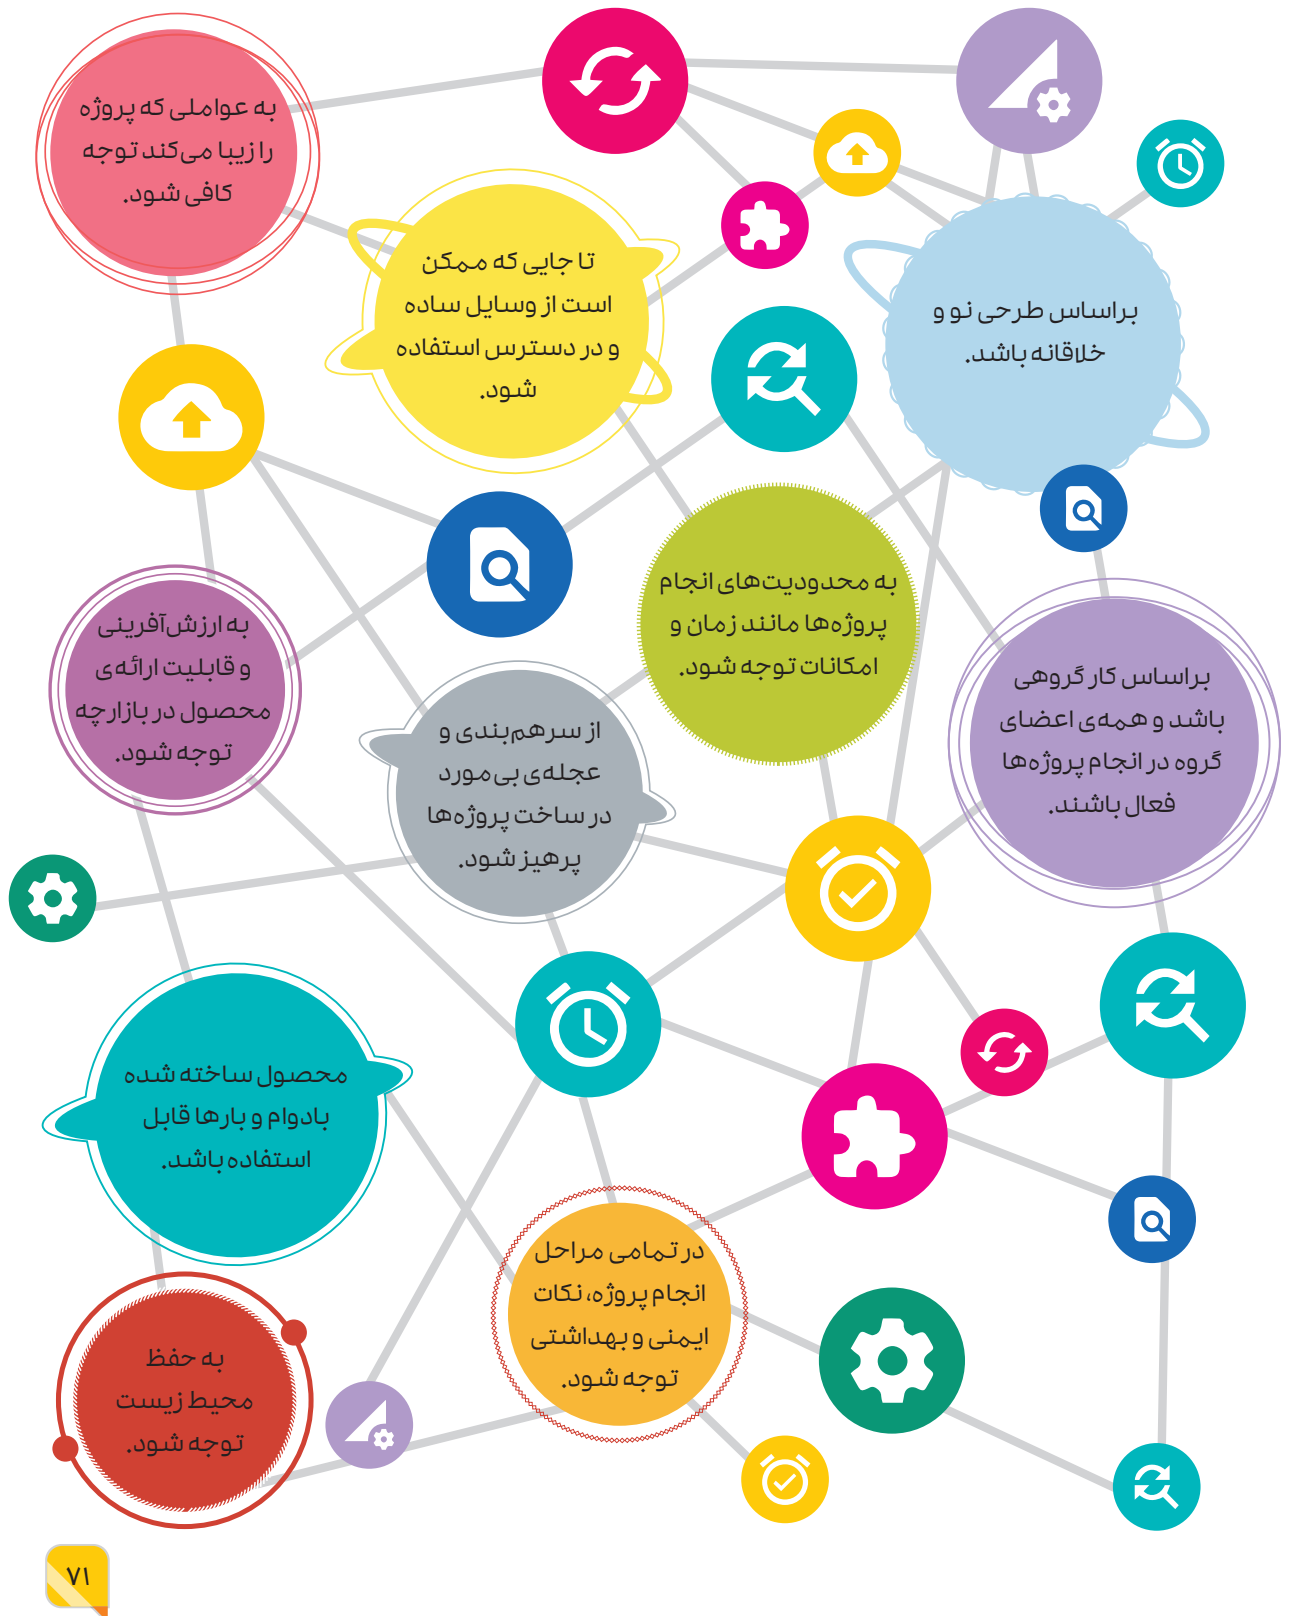 به عواملی که پروژه
را زیبا می‌کند توجه
کافی شود.
تا جایی که ممکن
است از وسایل ساده
و در دسترس استفاده
شود.
براساس طرحی نو و
خلاقانه باشد.
به محدودیت‌های انجام
پروژه‌ها مانند زمان و
امکانات توجه شود.
به ارزش‌آفرینی
و قابلیت ارائه‌ی
محصول در بازارچه
توجه شود.
براساس کار گروهی
باشد و همه‌ی اعضای
گروه در انجام پروژه‌ها
فعال باشند.
از سرهم‌بندی و
عجله‌ی بی‌مورد
در ساخت پروژه‌ها
پرهیز شود.
محصول ساخته شده
بادوام و بارها قابل
استفاده باشد.
در تمامی مراحل
انجام پروژه، نکات
ایمنی و بهداشتی
توجه شود.
به حفظ
محیط زیست
توجه شود.
۷۱